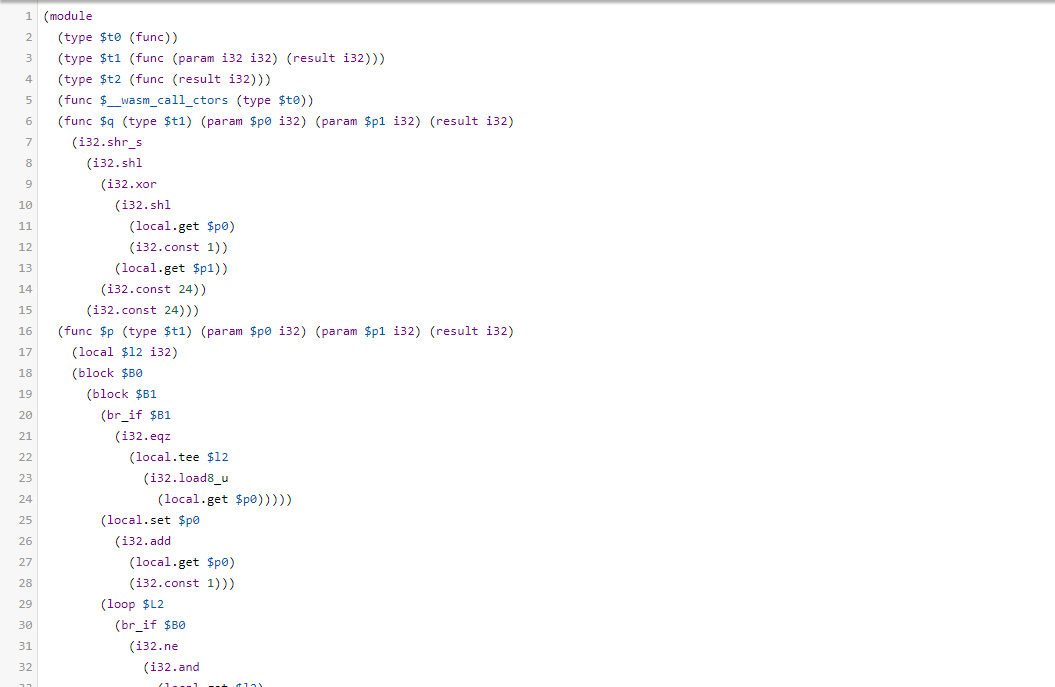 1 (module
2 (type $t0 (func))
3 (type $t1 (func (param i32 i32) (result i32)))
4 (type $t2 (func (result i32)))
5 (func $__wasm_call_ctors (type $t0))
6 (func $q (type $t1) (param $p0 i32) (param $p1 i32) (result i32)
7 (i32.shr_s
8 (i32.shl
9 (i32.xor
10 (i32.shl
11 (local.get $p0)
12 (i32.const 1))
13 (local.get $p1))
14 (i32.const 24))
15 (i32.const 24)))
16 (func $p (type $t1) (param $p0 i32) (param $p1 i32) (result i32)
17 (local $l2 i32)
18 (block $B0
19 (block $B1
20 (br_if $B1
21 (i32.eqz
22 (local.tee $l2
23 (i32.load8_u
24 (local.get $p0)))))
25 (local.set $p0
26 (i32.add
27 (local.get $p0)
28 (i32.const 1)))
29 (loop $L2
30 (br_if $B0
31 (i32.ne
32 (i32.and
33 (local.get $l2)